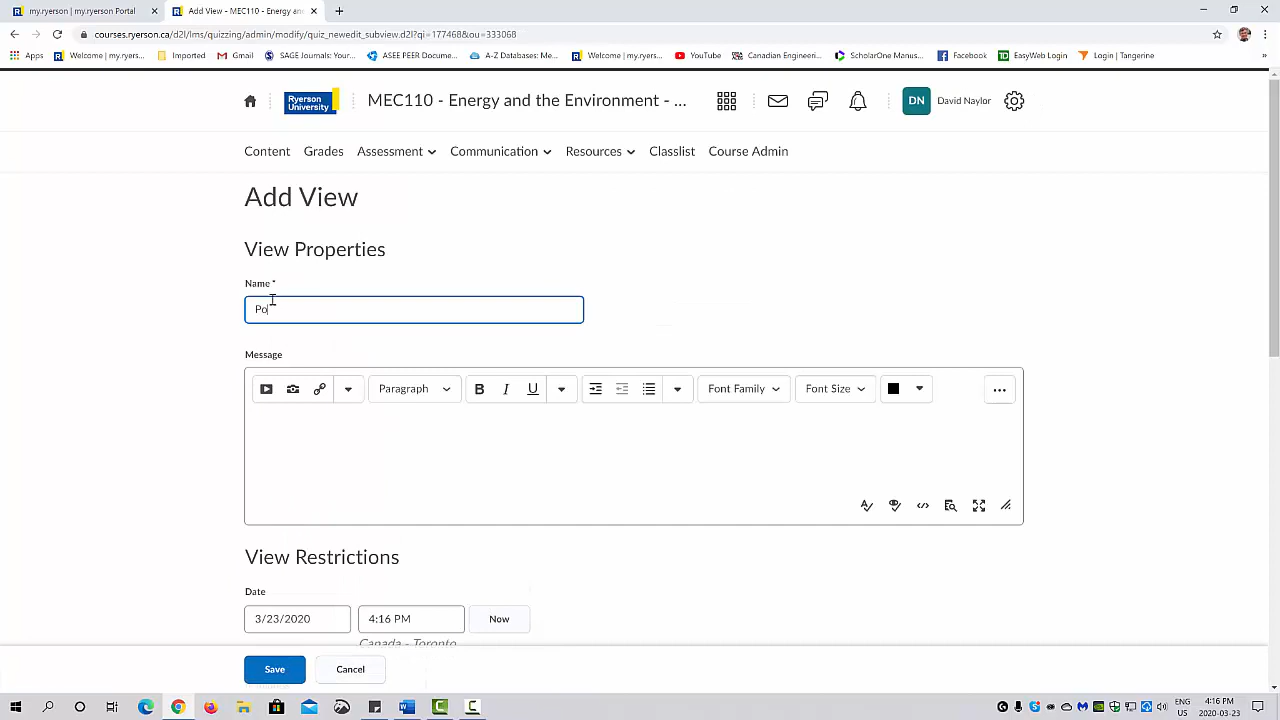 my.ryerson | my.ryerson Portal
Add View - MEC110 - Energy and
courses.ryerson.ca/d2l/lms/quizzing/admin/modify/quiz_newedit_subview.d2l?qi=177468&ou=333068
Apps Welcome | my.ryers... Imported Gmail SAGE Journals: Your... ASEE PEER Docume... A-Z Databases: Me... Welcome | my.ryers... YouTube Canadian Engineeri... ScholarOne Manus... Facebook EasyWeb Login Login | Tangerine
Ryerson University MEC110 - Energy and the Environment - ... DN David Naylor
Content Grades Assessment Communication Resources Classlist Course Admin
Add View
View Properties
Name *
Po
Message
Paragraph B I U Font Family Font Size ...
View Restrictions
Date
3/23/2020 4:16 PM Now
Canada - Toronto
Save Cancel
ENG US 4:16 PM 2020-03-23